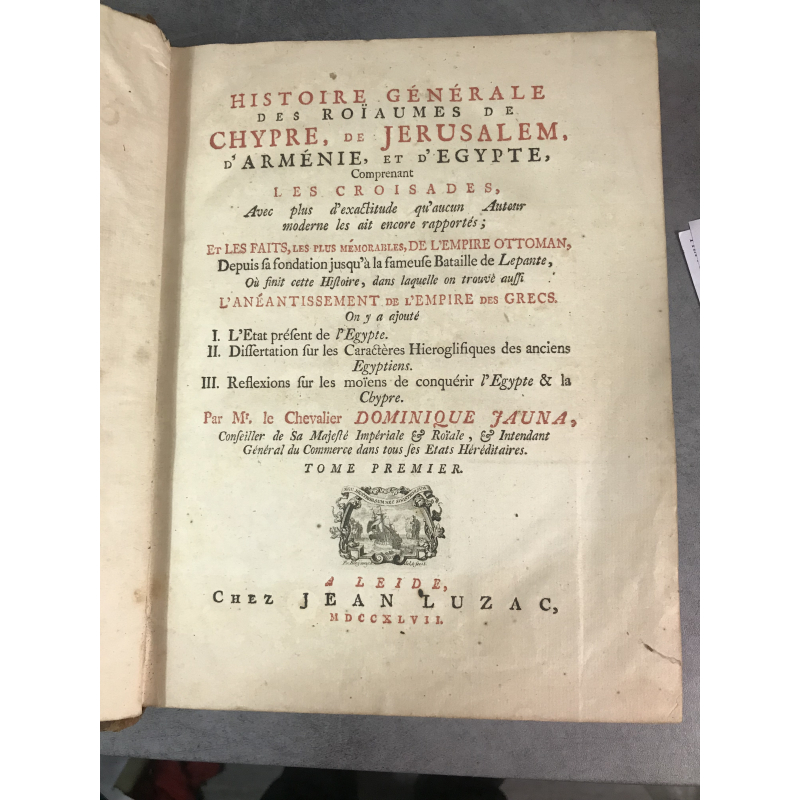 HISTOIRE GÉNÉRALE
DES ROÏAUMES DE
CHYPRE, DE JERUSALEM,
D'ARMÉNIE, ET D'EGYPTE,
Comprenant
LES CROISADES,
Avec plus d'exactitude qu'aucun Auteur
moderne les ait encore rapportés;
ET LES FAITS, LES PLUS MÉMORABLES, DE L'EMPIRE OTTOMAN,
Depuis ſa fondation jusqu'à la fameuſe Bataille de Lepante,
Où finit cette Hiſtoire, dans laquelle on trouve auſſi
L'ANÉANTISSEMENT DE L'EMPIRE DES GRECS.
On y a ajouté
I. L'Etat préſent de l'Egypte.
II. Diſſertation ſur les Caractères Hieroglifiques des anciens
Egyptiens.
III. Reflexions ſur les moïens de conquérir l'Egypte & la
Chypre.
Par Mr. le Chevalier DOMINIQUE JAUNA,
Conſeiller de Sa Majeſté Impériale & Roïale, & Intendant
Général du Commerce dans tous ſes Etats Héréditaires.
TOME PREMIER.
A LEIDE,
CHEZ JEAN LUZAC,
MDCCXLVII.